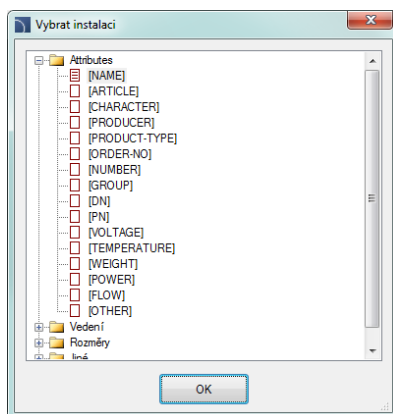 Vybrat instalaci
Attributes
[NAME]
[ARTICLE]
[CHARACTER]
[PRODUCER]
[PRODUCT-TYPE]
[ORDER-NO]
[NUMBER]
[GROUP]
[DN]
[PN]
[VOLTAGE]
[TEMPERATURE]
[WEIGHT]
[POWER]
[FLOW]
[OTHER]
Vedení
Rozměry
Jiné
OK